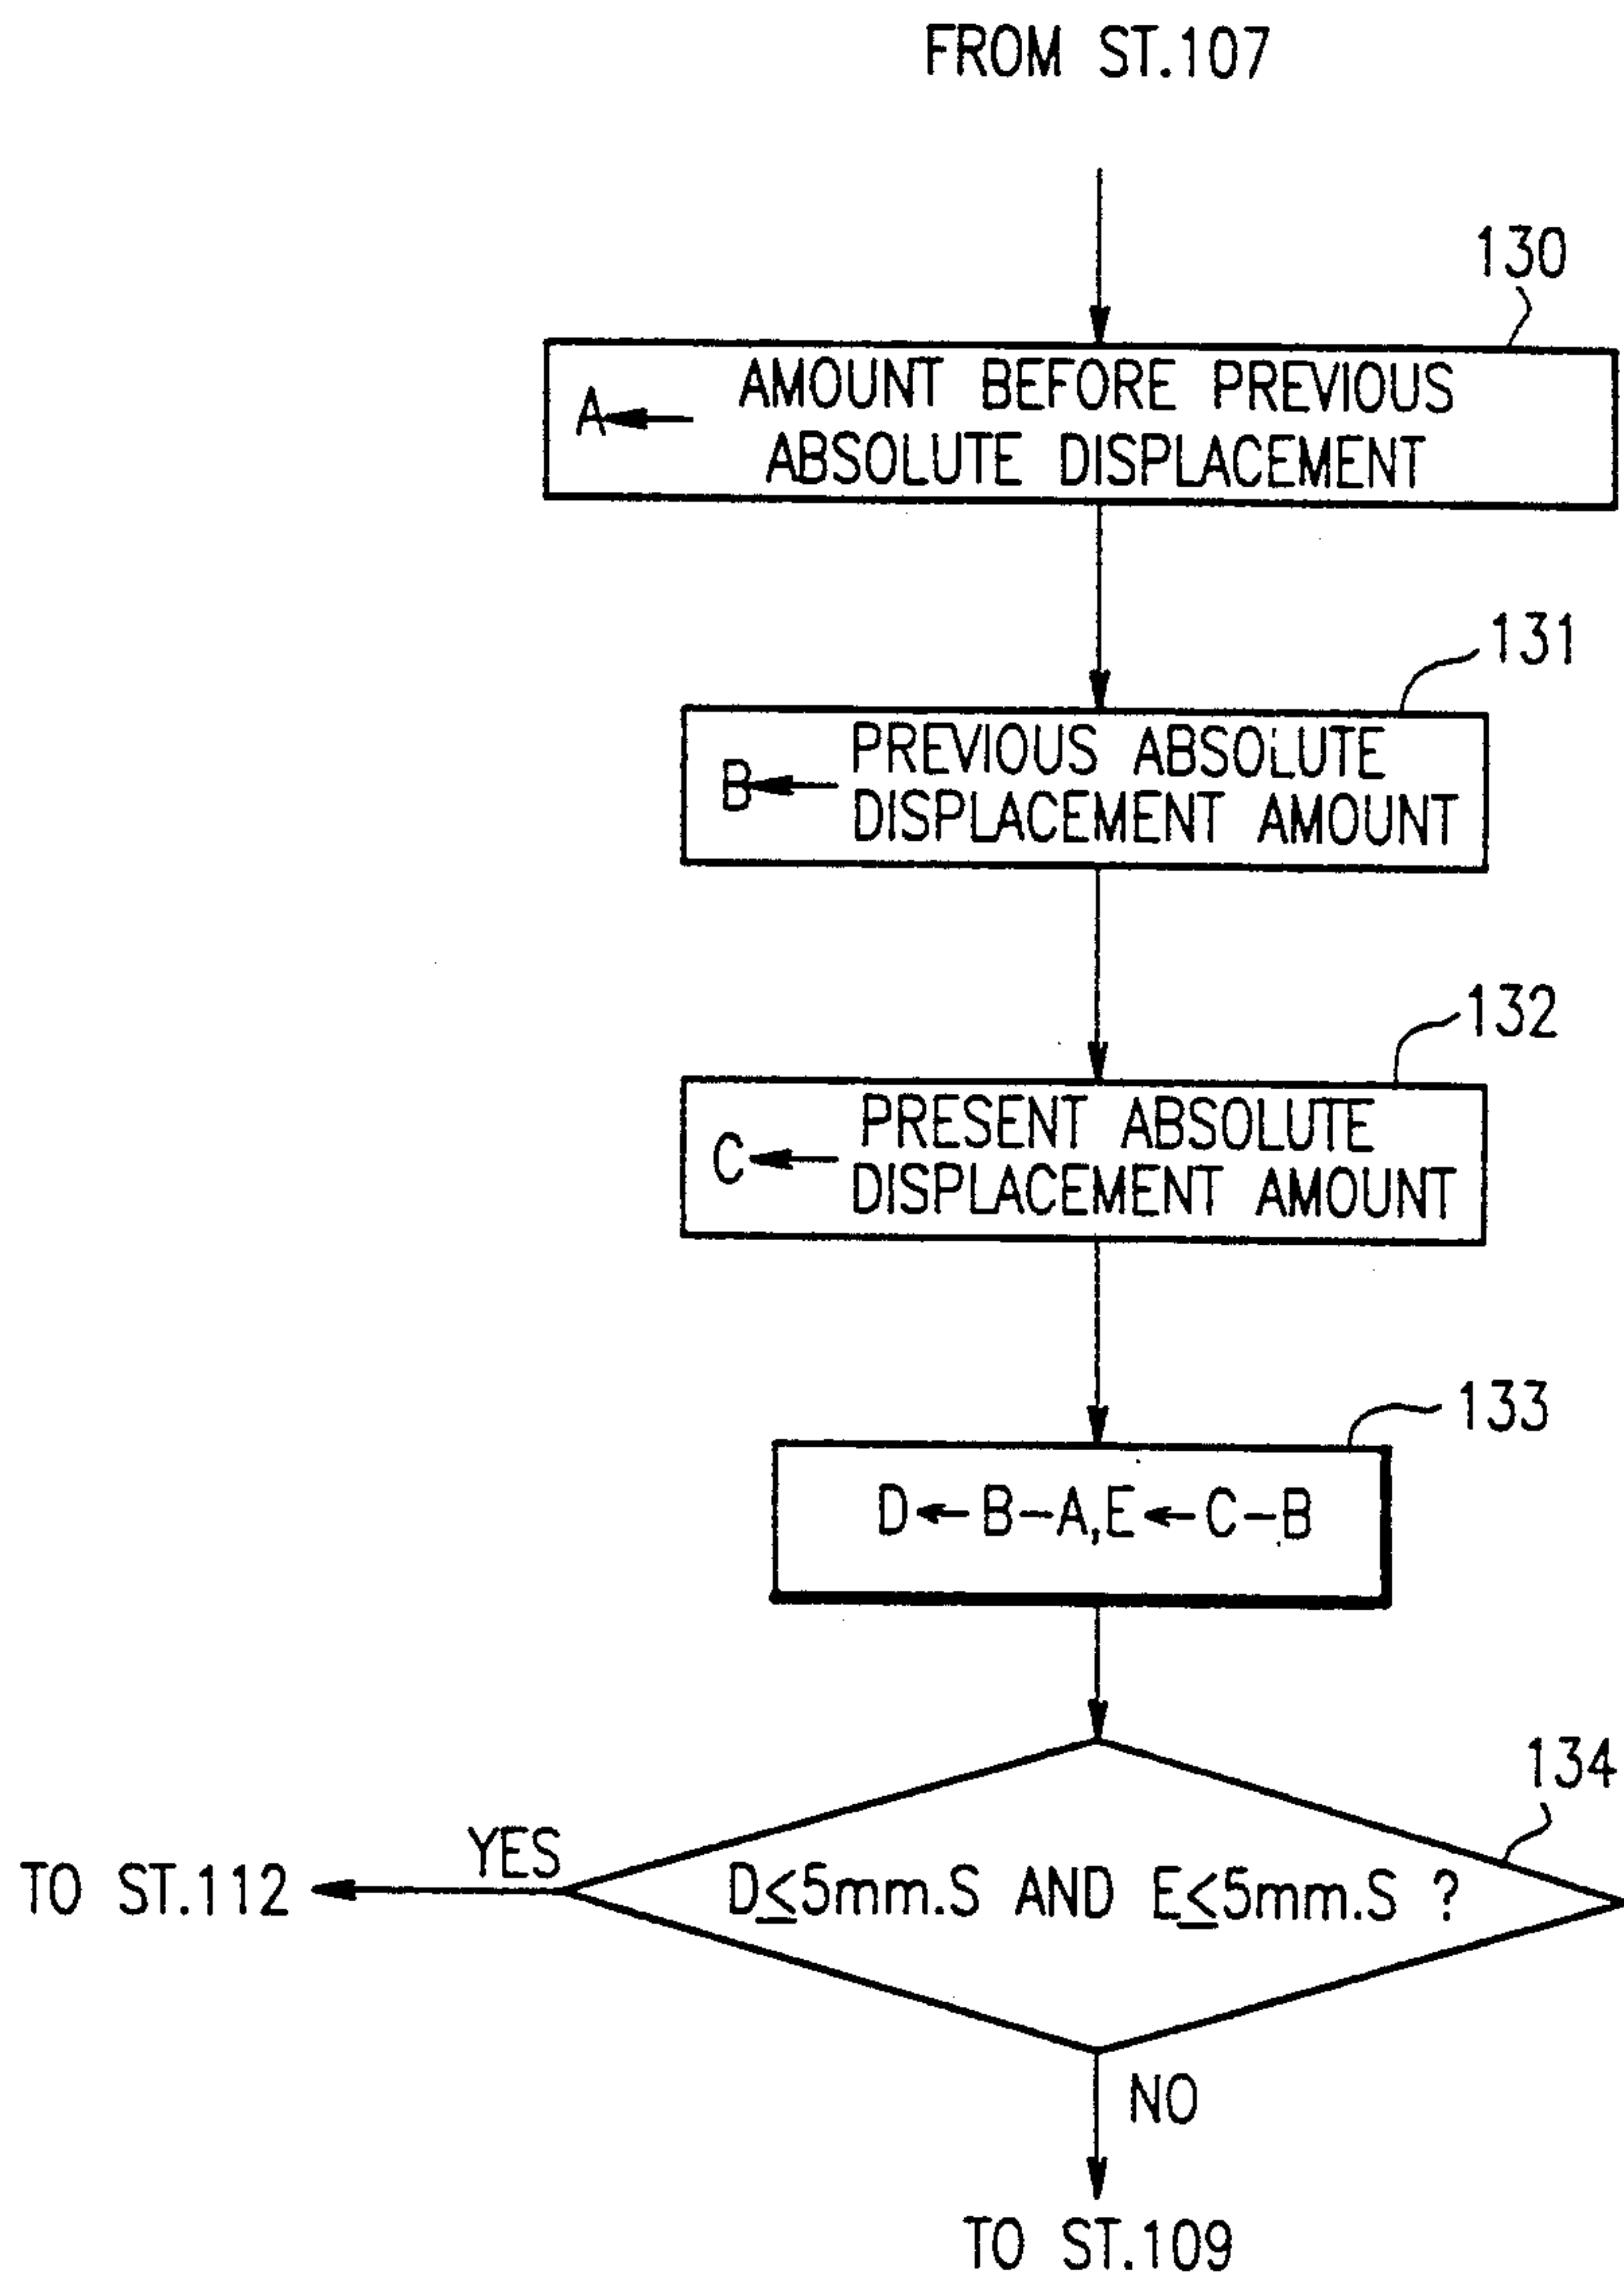 FROM ST.107
130
A← AMOUNT BEFORE PREVIOUS
ABSOLUTE DISPLACEMENT
131
B← PREVIOUS ABSOLUTE
DISPLACEMENT AMOUNT
132
C← PRESENT ABSOLUTE
DISPLACEMENT AMOUNT
133
D←B-A,E←C-B
134
YES
TO ST.112
D≤5mm.S AND E≤5mm.S ?
NO
TO ST.109